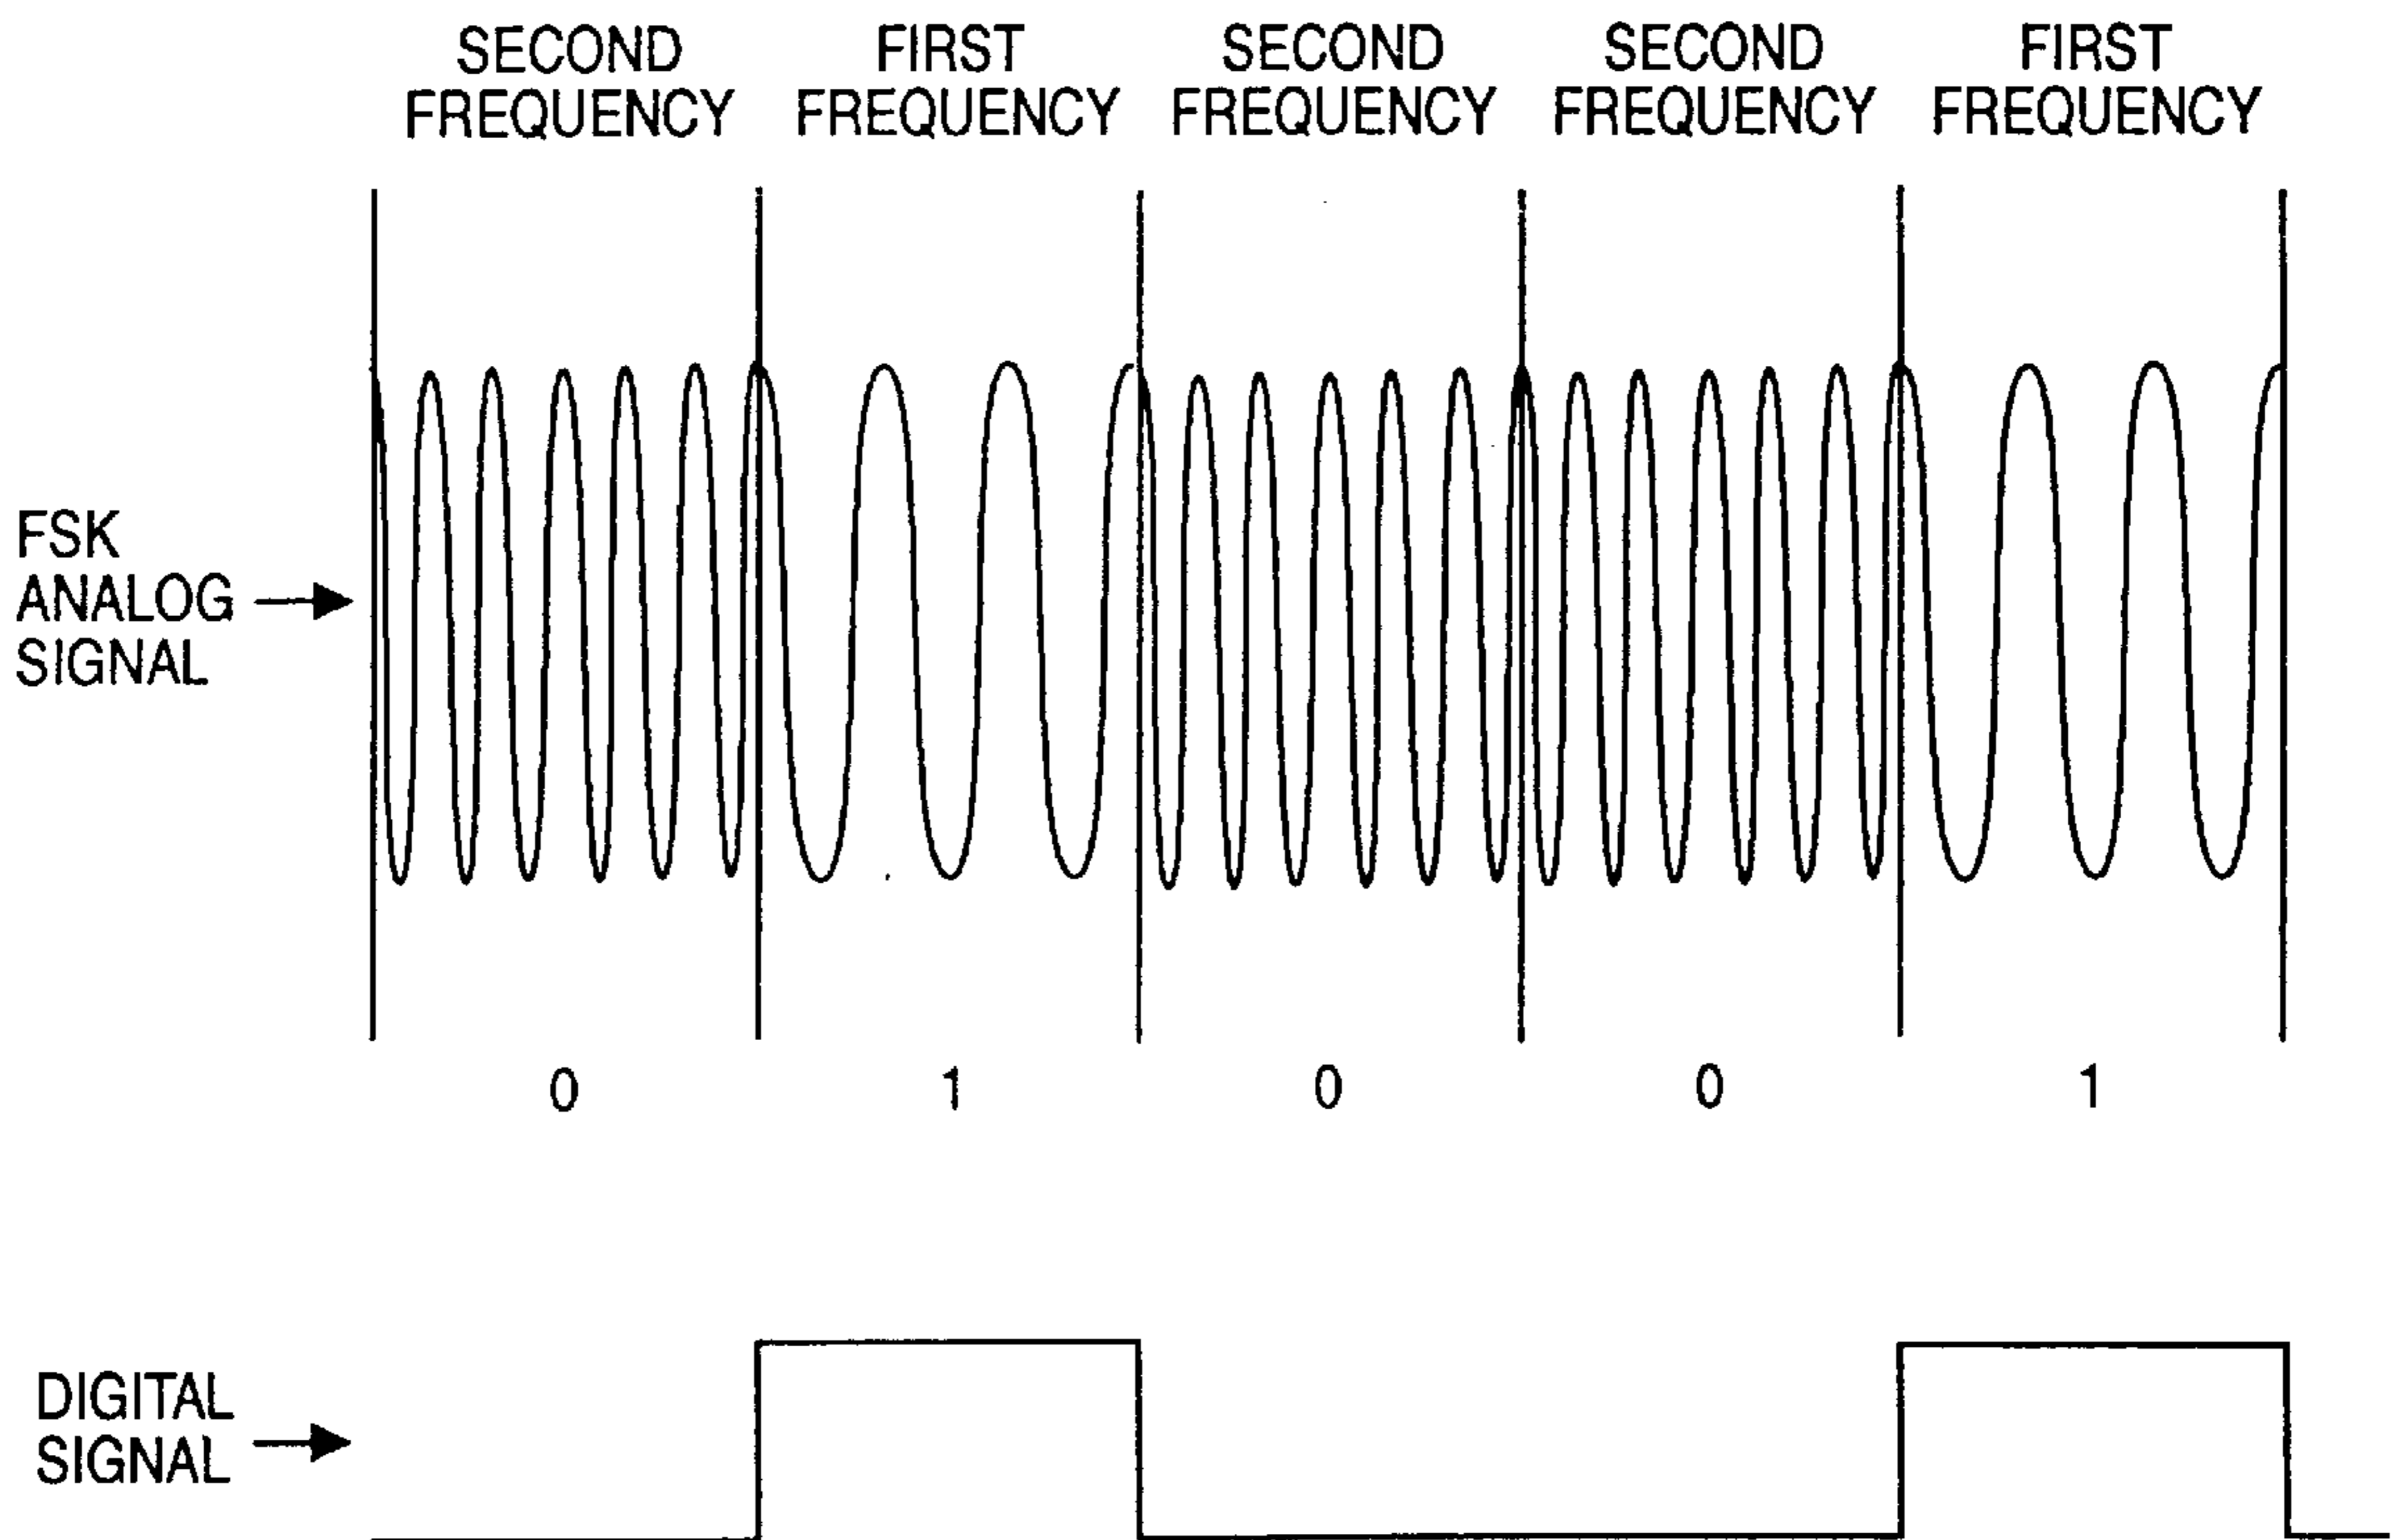 SECOND
FREQUENCY
FIRST
FREQUENCY
SECOND
FREQUENCY
SECOND
FREQUENCY
FIRST
FREQUENCY
FSK
ANALOG
SIGNAL
0
1
0
0
1
DIGITAL
SIGNAL